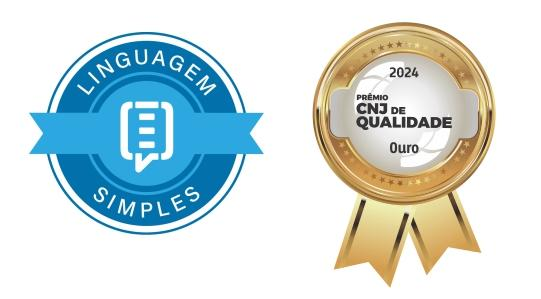 LINGUAGEM
SIMPLES
2024
PRÊMIO
CNJ DE
QUALIDADE
Ouro